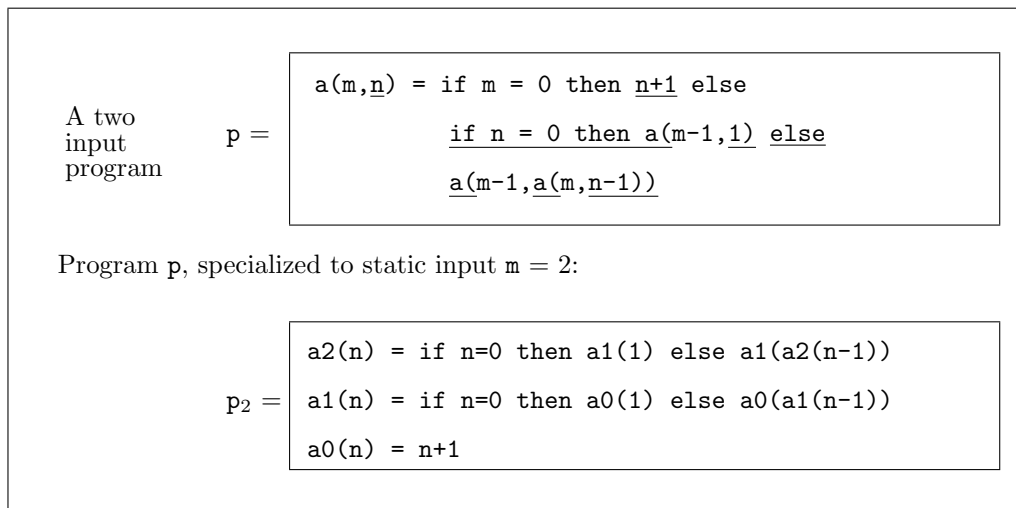 a(m,n) = if m = 0 then n+1 else
A two
input
program
p =
if n = 0 then a(m-1,1) else
a(m-1,a(m,n-1))
Program p, specialized to static input m = 2:
a2(n) = if n=0 then a1(1) else a1(a2(n-1))
p₂ =
a1(n) = if n=0 then a0(1) else a0(a1(n-1))
a0(n) = n+1